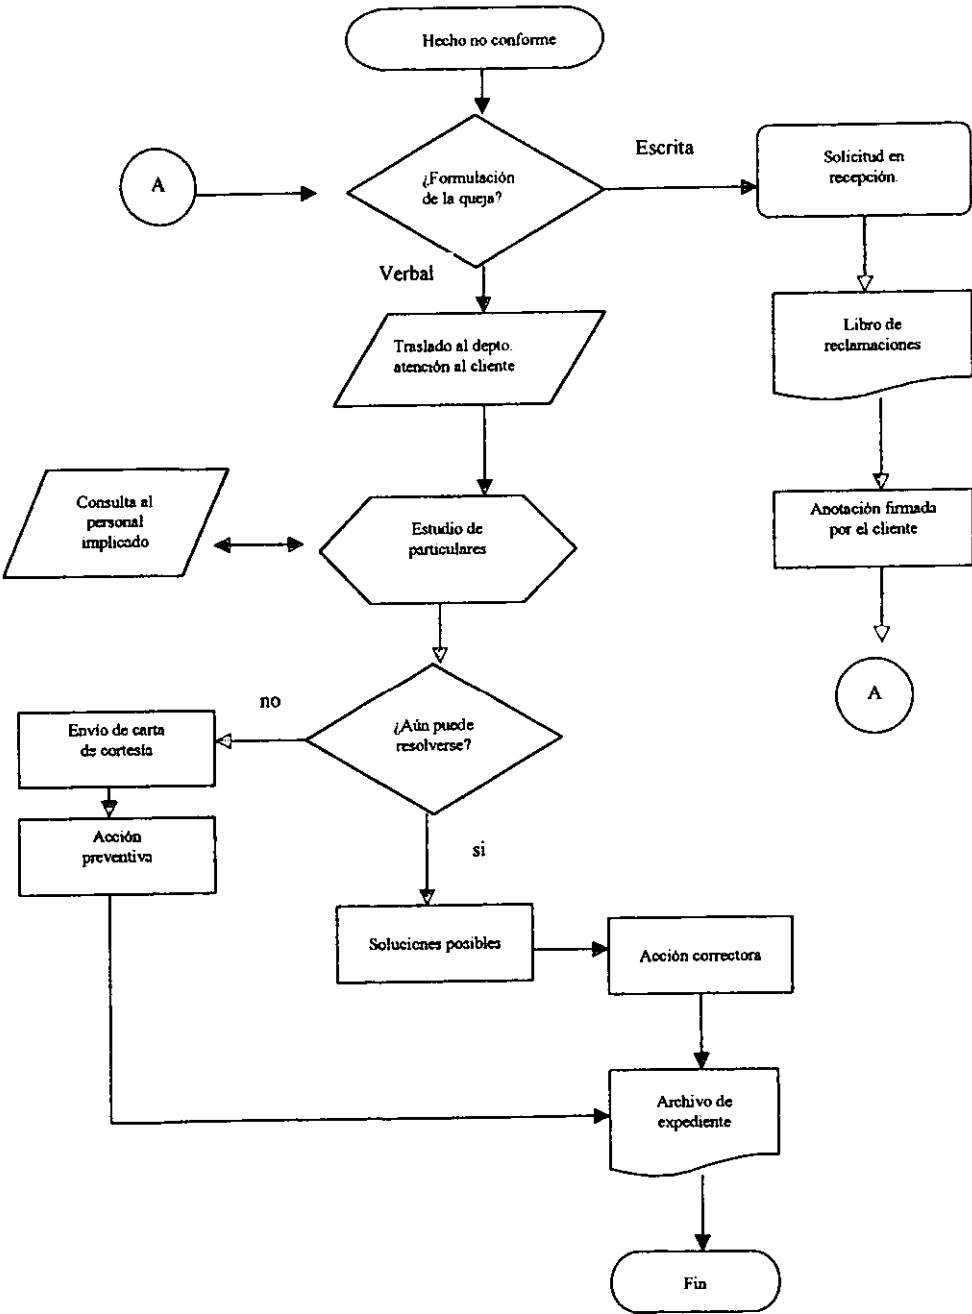 Hecho no conforme
Escrita
A
¿Formulación
de la queja?
Solicitud en
recepción.
Verbal
Libro de
reclamaciones
Traslado al depto.
atención al cliente
Consulta al
personal
implicado
Estudio de
particulares
Anotación firmada
por el cliente
A
no
¿Aún puede
resolverse?
Envío de carta
de cortesía
Acción
preventiva
si
Soluciones posibles
Acción correctora
Archivo de
expediente
Fin